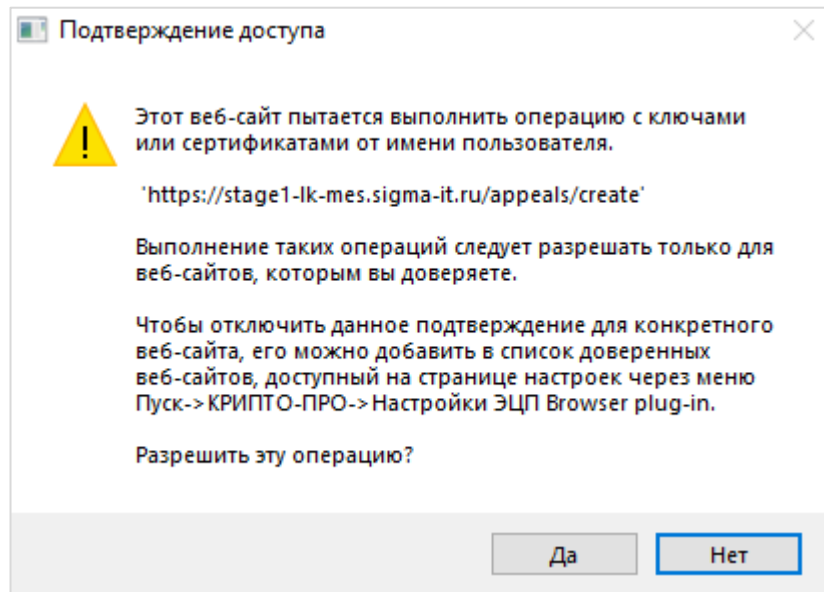 Подтверждение доступа
Этот веб-сайт пытается выполнить операцию с ключами
или сертификатами от имени пользователя.
'https://stage1-lk-mes.sigma-it.ru/appeals/create'
Выполнение таких операций следует разрешать только для
веб-сайтов, которым вы доверяете.
Чтобы отключить данное подтверждение для конкретного
веб-сайта, его можно добавить в список доверенных
веб-сайтов, доступный на странице настроек через меню
Пуск->КРИПТО-ПРО->Настройки ЭЦП Browser plug-in.
Разрешить эту операцию?
Да
Нет